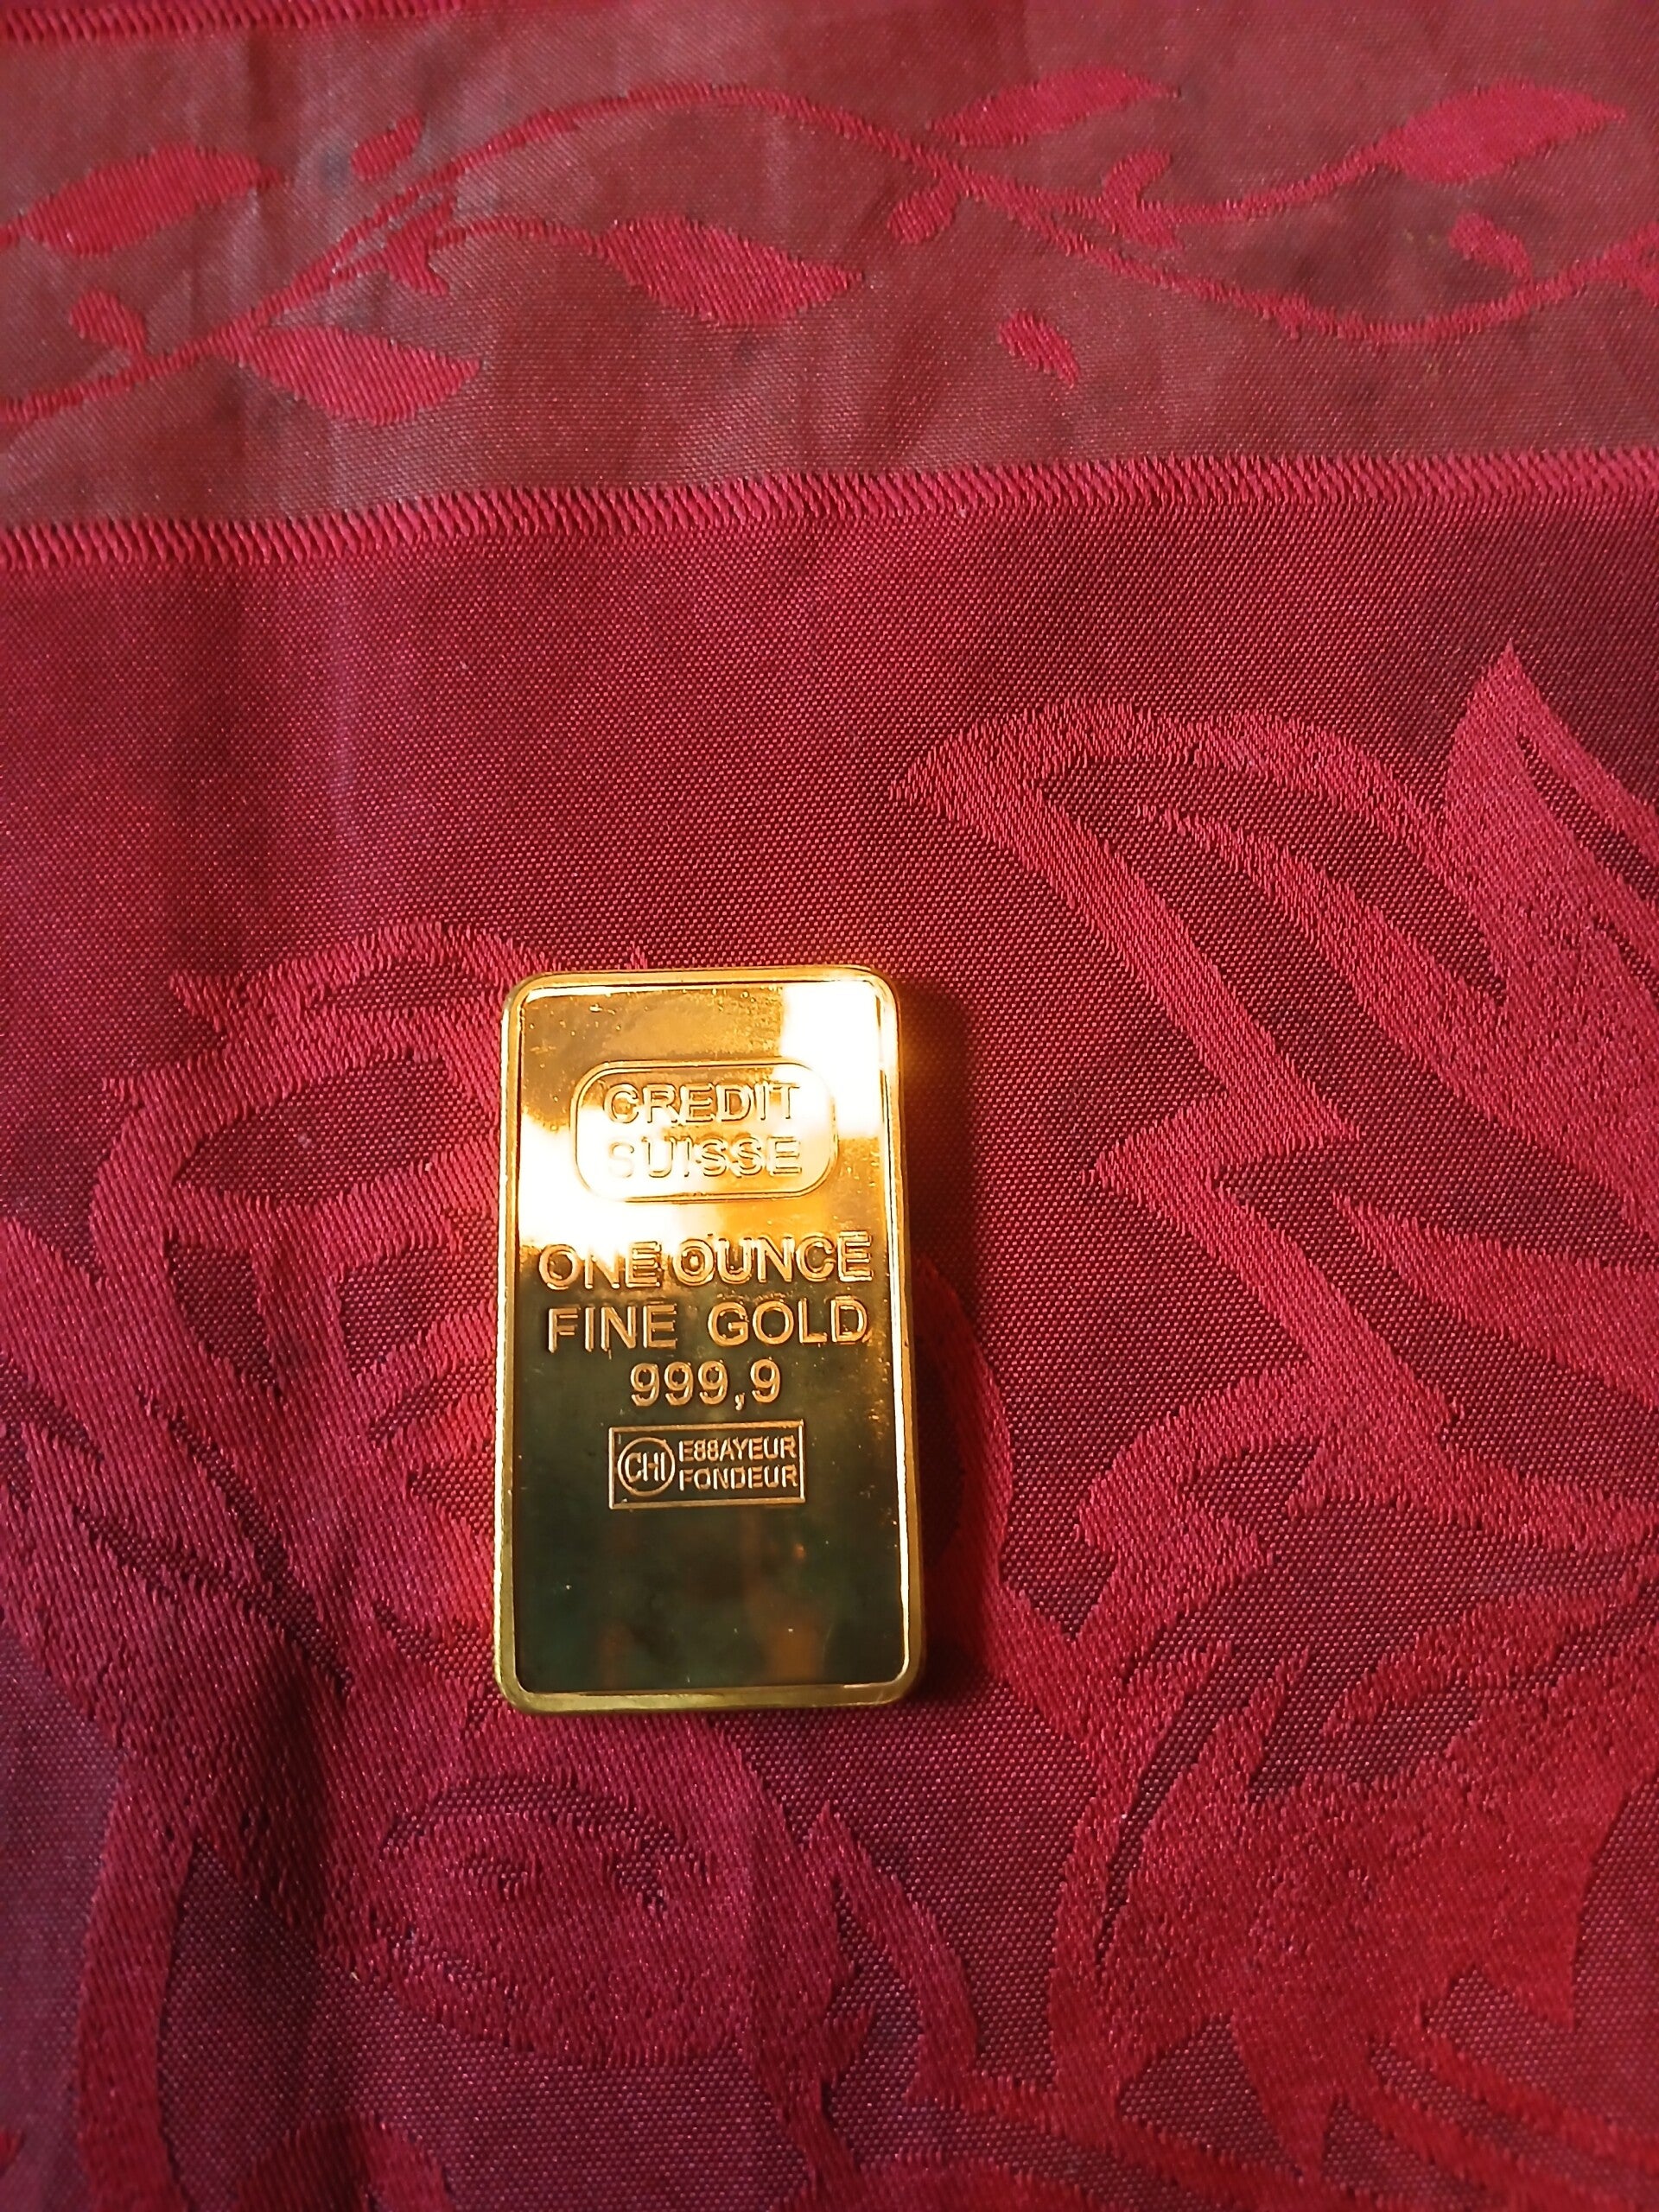 CREDIT
SUISSE
ONE OUNCE
FINE GOLD
999,9
CHI
E88AYEUR
FONDEUR